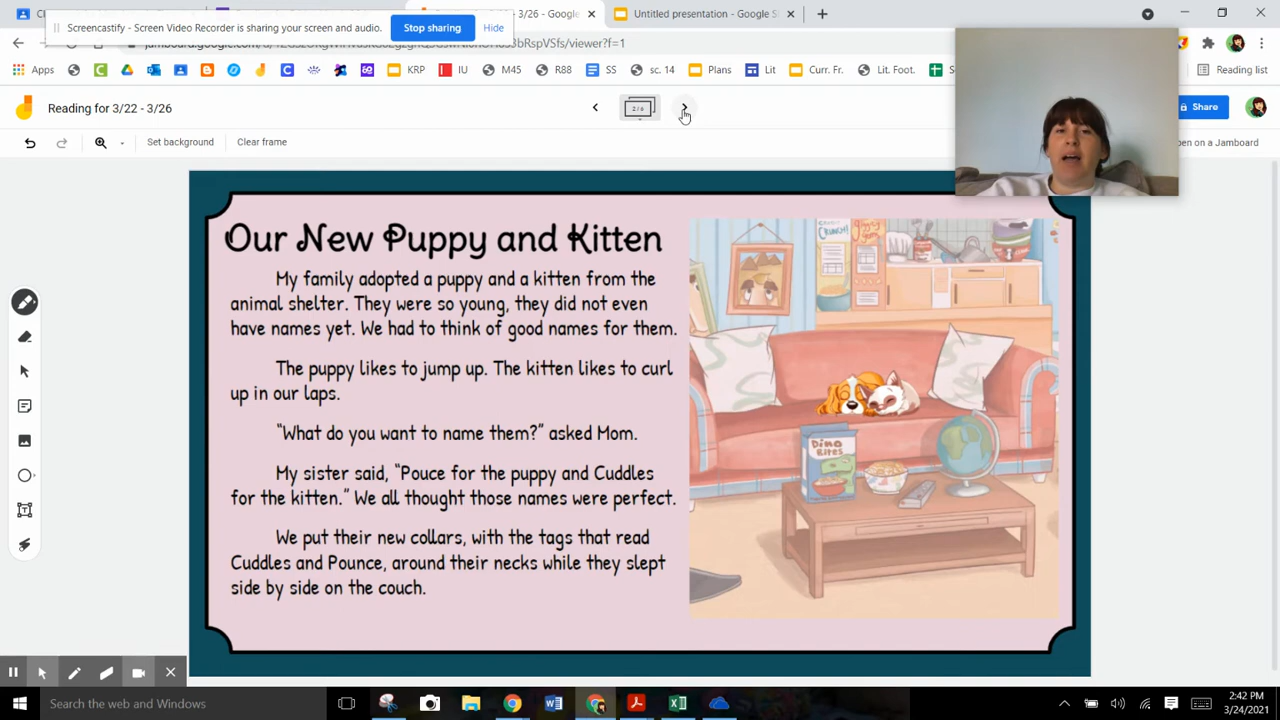 3/26 - Google
Untitled presentation - Google S
Screencastify - Screen Video Recorder is sharing your screen and audio.
Stop sharing
Hide
viewer?f=1
Apps
KRP
IU
M45
R88
SS
sc. 14
Plans
Lit
Curr. Fr.
Lit. Foot.
Reading list
Reading for 3/22 - 3/26
Share
Set background
Clear frame
pen on a Jamboard
Our New Puppy and Kitten
My family adopted a puppy and a kitten from the
animal shelter. They were so young, they did not even
have names yet. We had to think of good names for them.
The puppy likes to jump up. The kitten likes to curl
up in our laps.
“What do you want to name them?” asked Mom.
My sister said, “Pouce for the puppy and Cuddles
for the kitten.” We all thought those names were perfect.
We put their new collars, with the tags that read
Cuddles and Pounce, around their necks while they slept
side by side on the couch.
CRUNCH!
Dino
Bites
Search the web and Windows
2:42 PM
3/24/2021